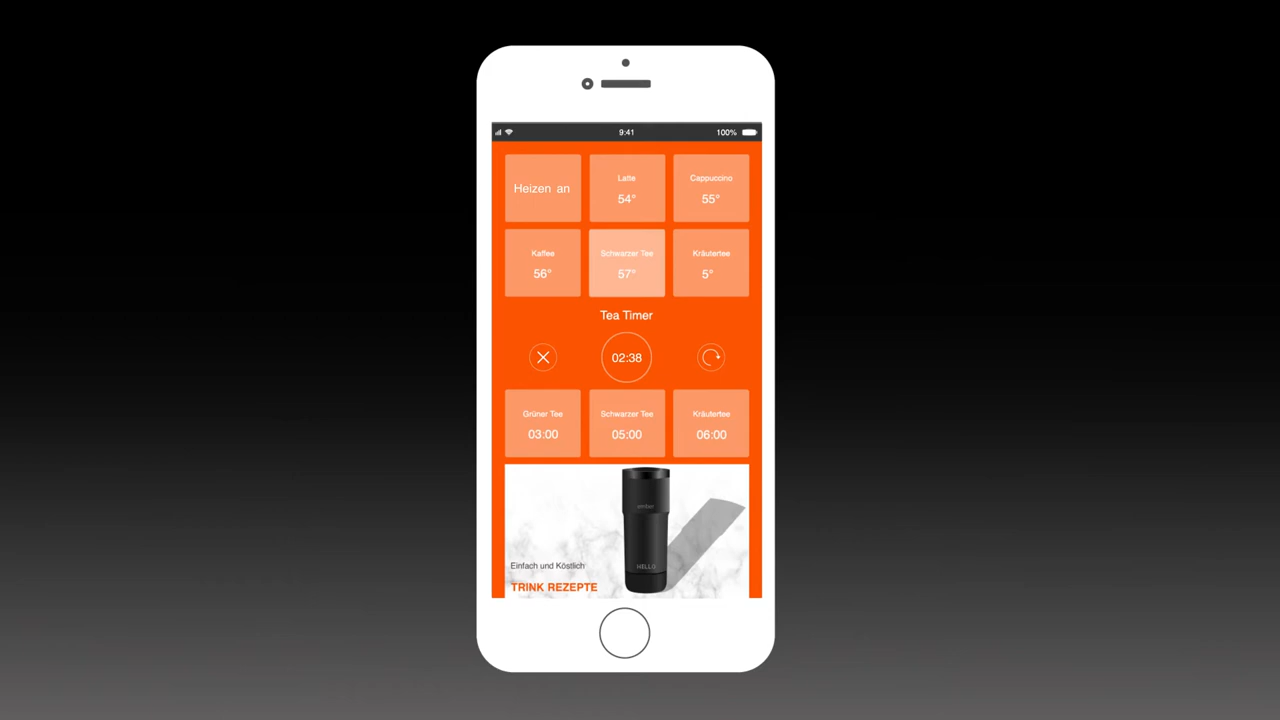 9:41
100%
Heizen an
Latte
54°
Cappuccino
55°
Kaffee
56°
Schwarzer Tee
57°
Kräutertee
5°
Tea Timer
02:38
Grüner Tee
03:00
Schwarzer Tee
05:00
Kräutertee
06:00
ember
HELLO
Einfach und Köstlich
TRINK REZEPTE